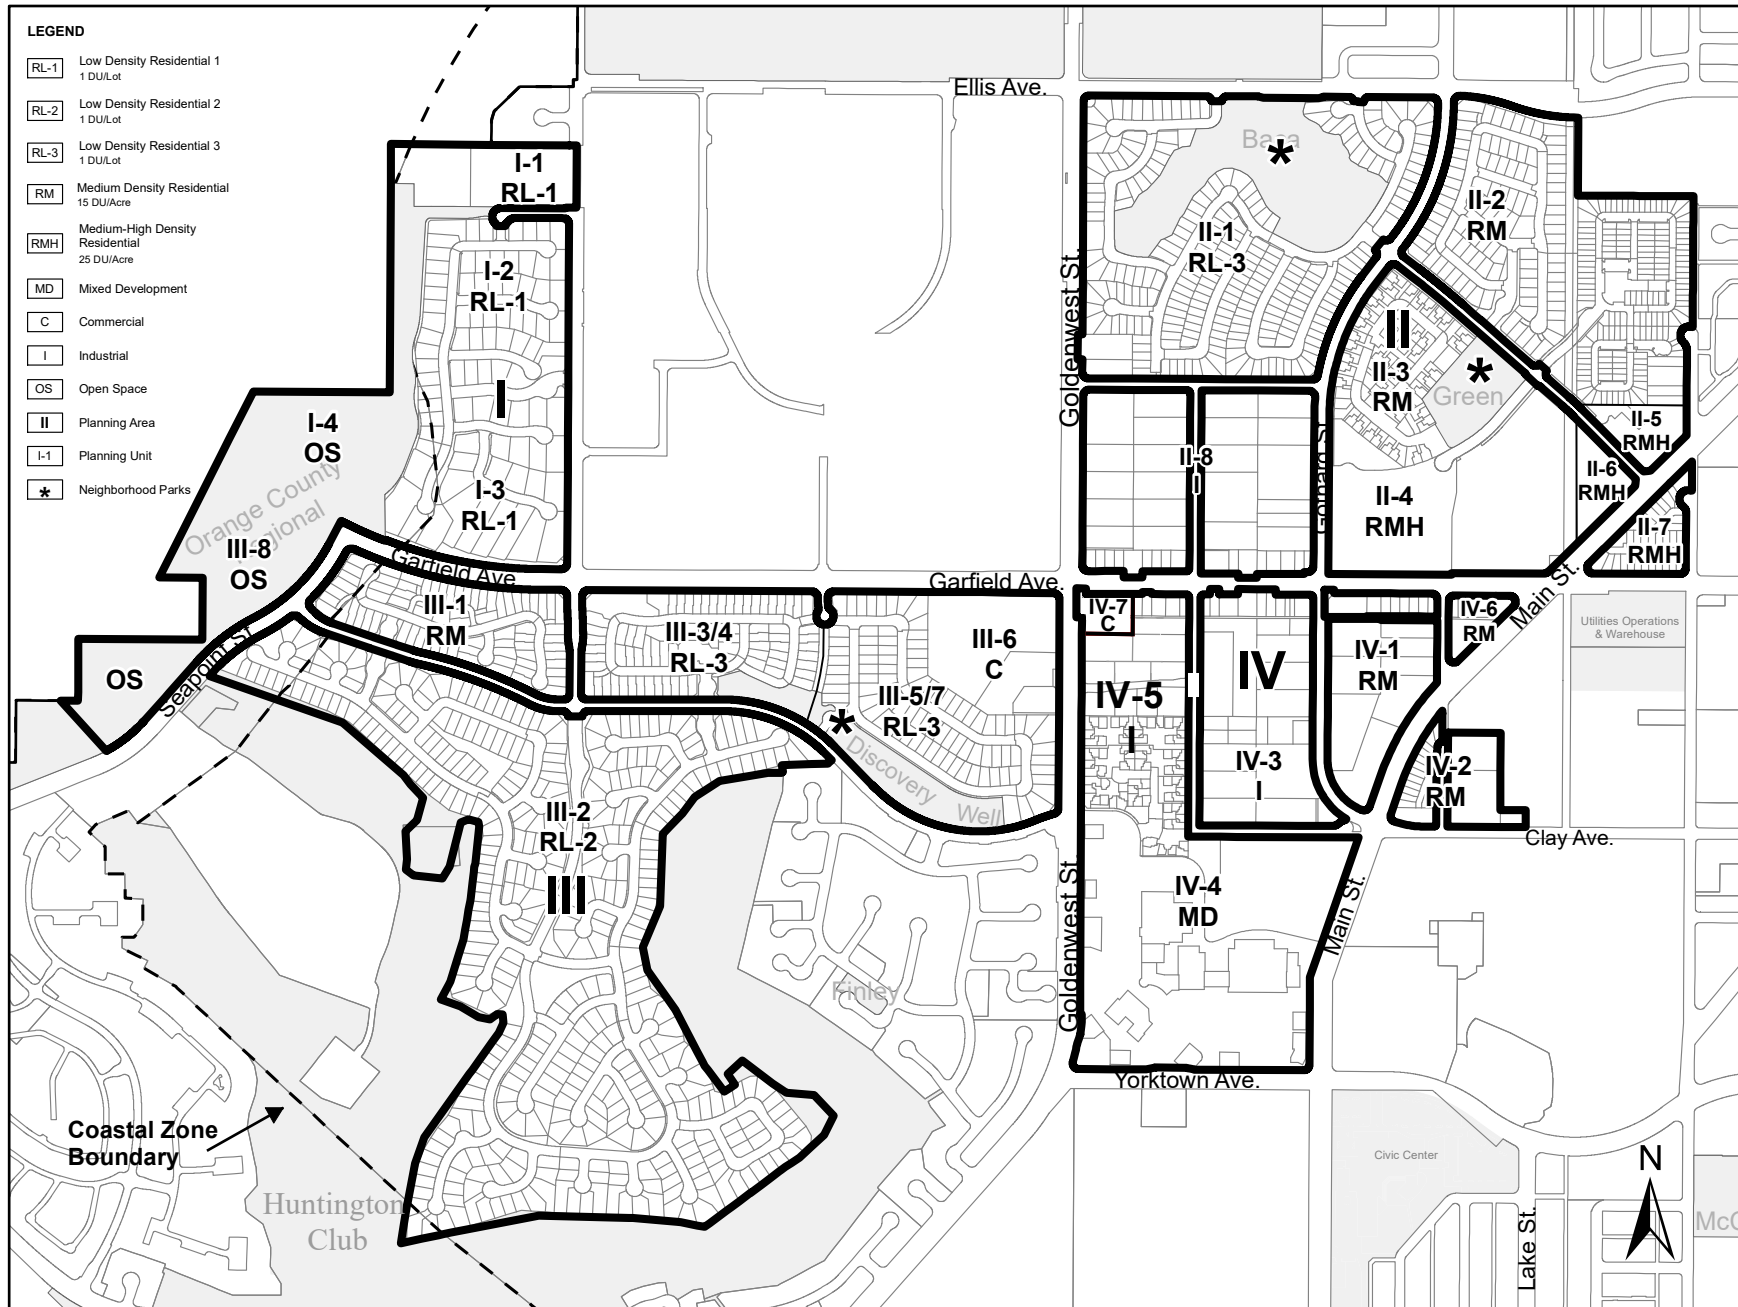 LEGEND
RL-1 Low Density Residential 1
1 DU/Lot
RL-2 Low Density Residential 2
1 DU/Lot
RL-3 Low Density Residential 3
1 DU/Lot
RM Medium Density Residential
15 DU/Acre
RMH Medium-High Density
Residential
25 DU/Acre
MD Mixed Development
C Commercial
I Industrial
OS Open Space
II Planning Area
I-1 Planning Unit
* Neighborhood Parks
Ellis Ave.
I-1
RL-1
I-2
RL-1
I
I-3
RL-1
I-4
OS
Orange County
Regional
III-8
OS
OS
Seapoint St.
Garfield Ave.
Garfield Ave.
III-1
RM
III-3/4
RL-3
III-6
C
III-5/7
RL-3
*
Discovery Well
III-2
RL-2
III
Goldenwest St.
Baca
*
II-1
RL-3
II-2
RM
II
II-3
RM
*
Green
II-5
RMH
II-6
RMH
II-7
RMH
II-4
RMH
II-8
I
Gothard St.
Main St.
IV-7
C
IV-5
I
IV
IV-3
I
IV-1
RM
IV-6
RM
IV-2
RM
Clay Ave.
IV-4
MD
Main St.
Goldenwest St.
Yorktown Ave.
Utilities Operations
& Warehouse
Finley
Coastal Zone
Boundary
Huntington
Club
Civic Center
Lake St.
N